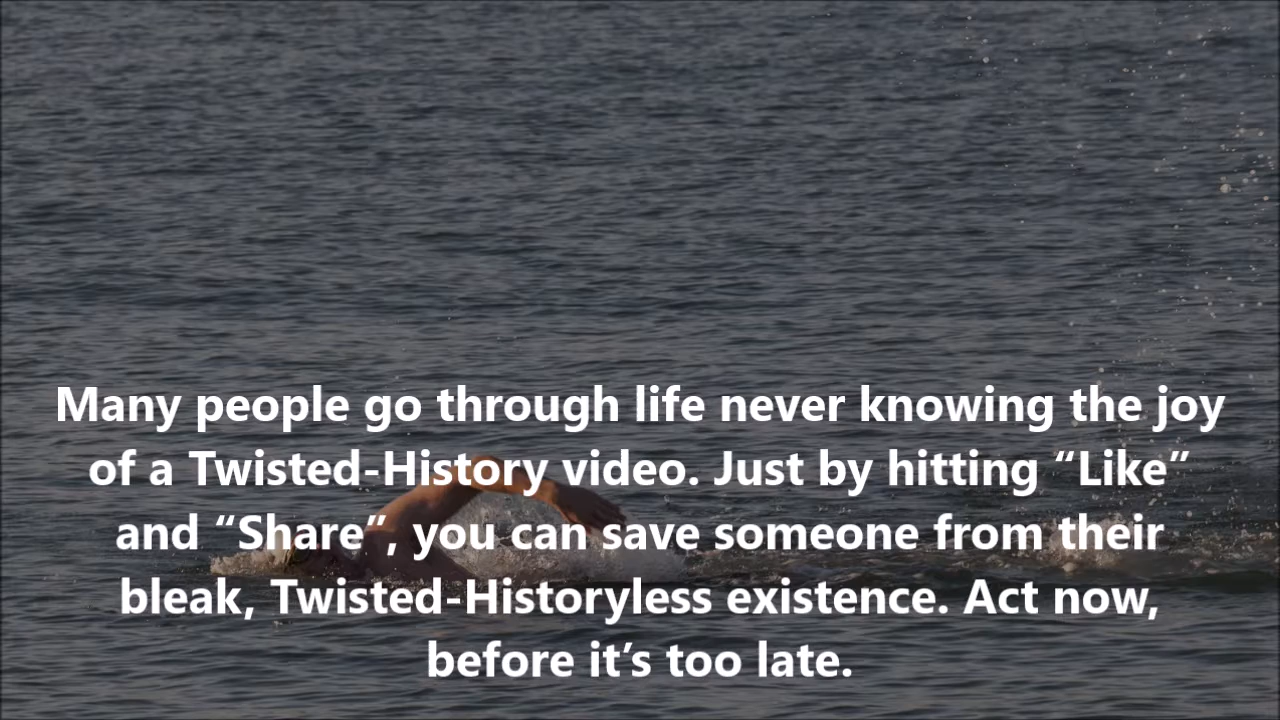 Many people go through life never knowing the joy
of a Twisted-History video. Just by hitting “Like”
and “Share”, you can save someone from their
bleak, Twisted-Historyless existence. Act now,
before it’s too late.